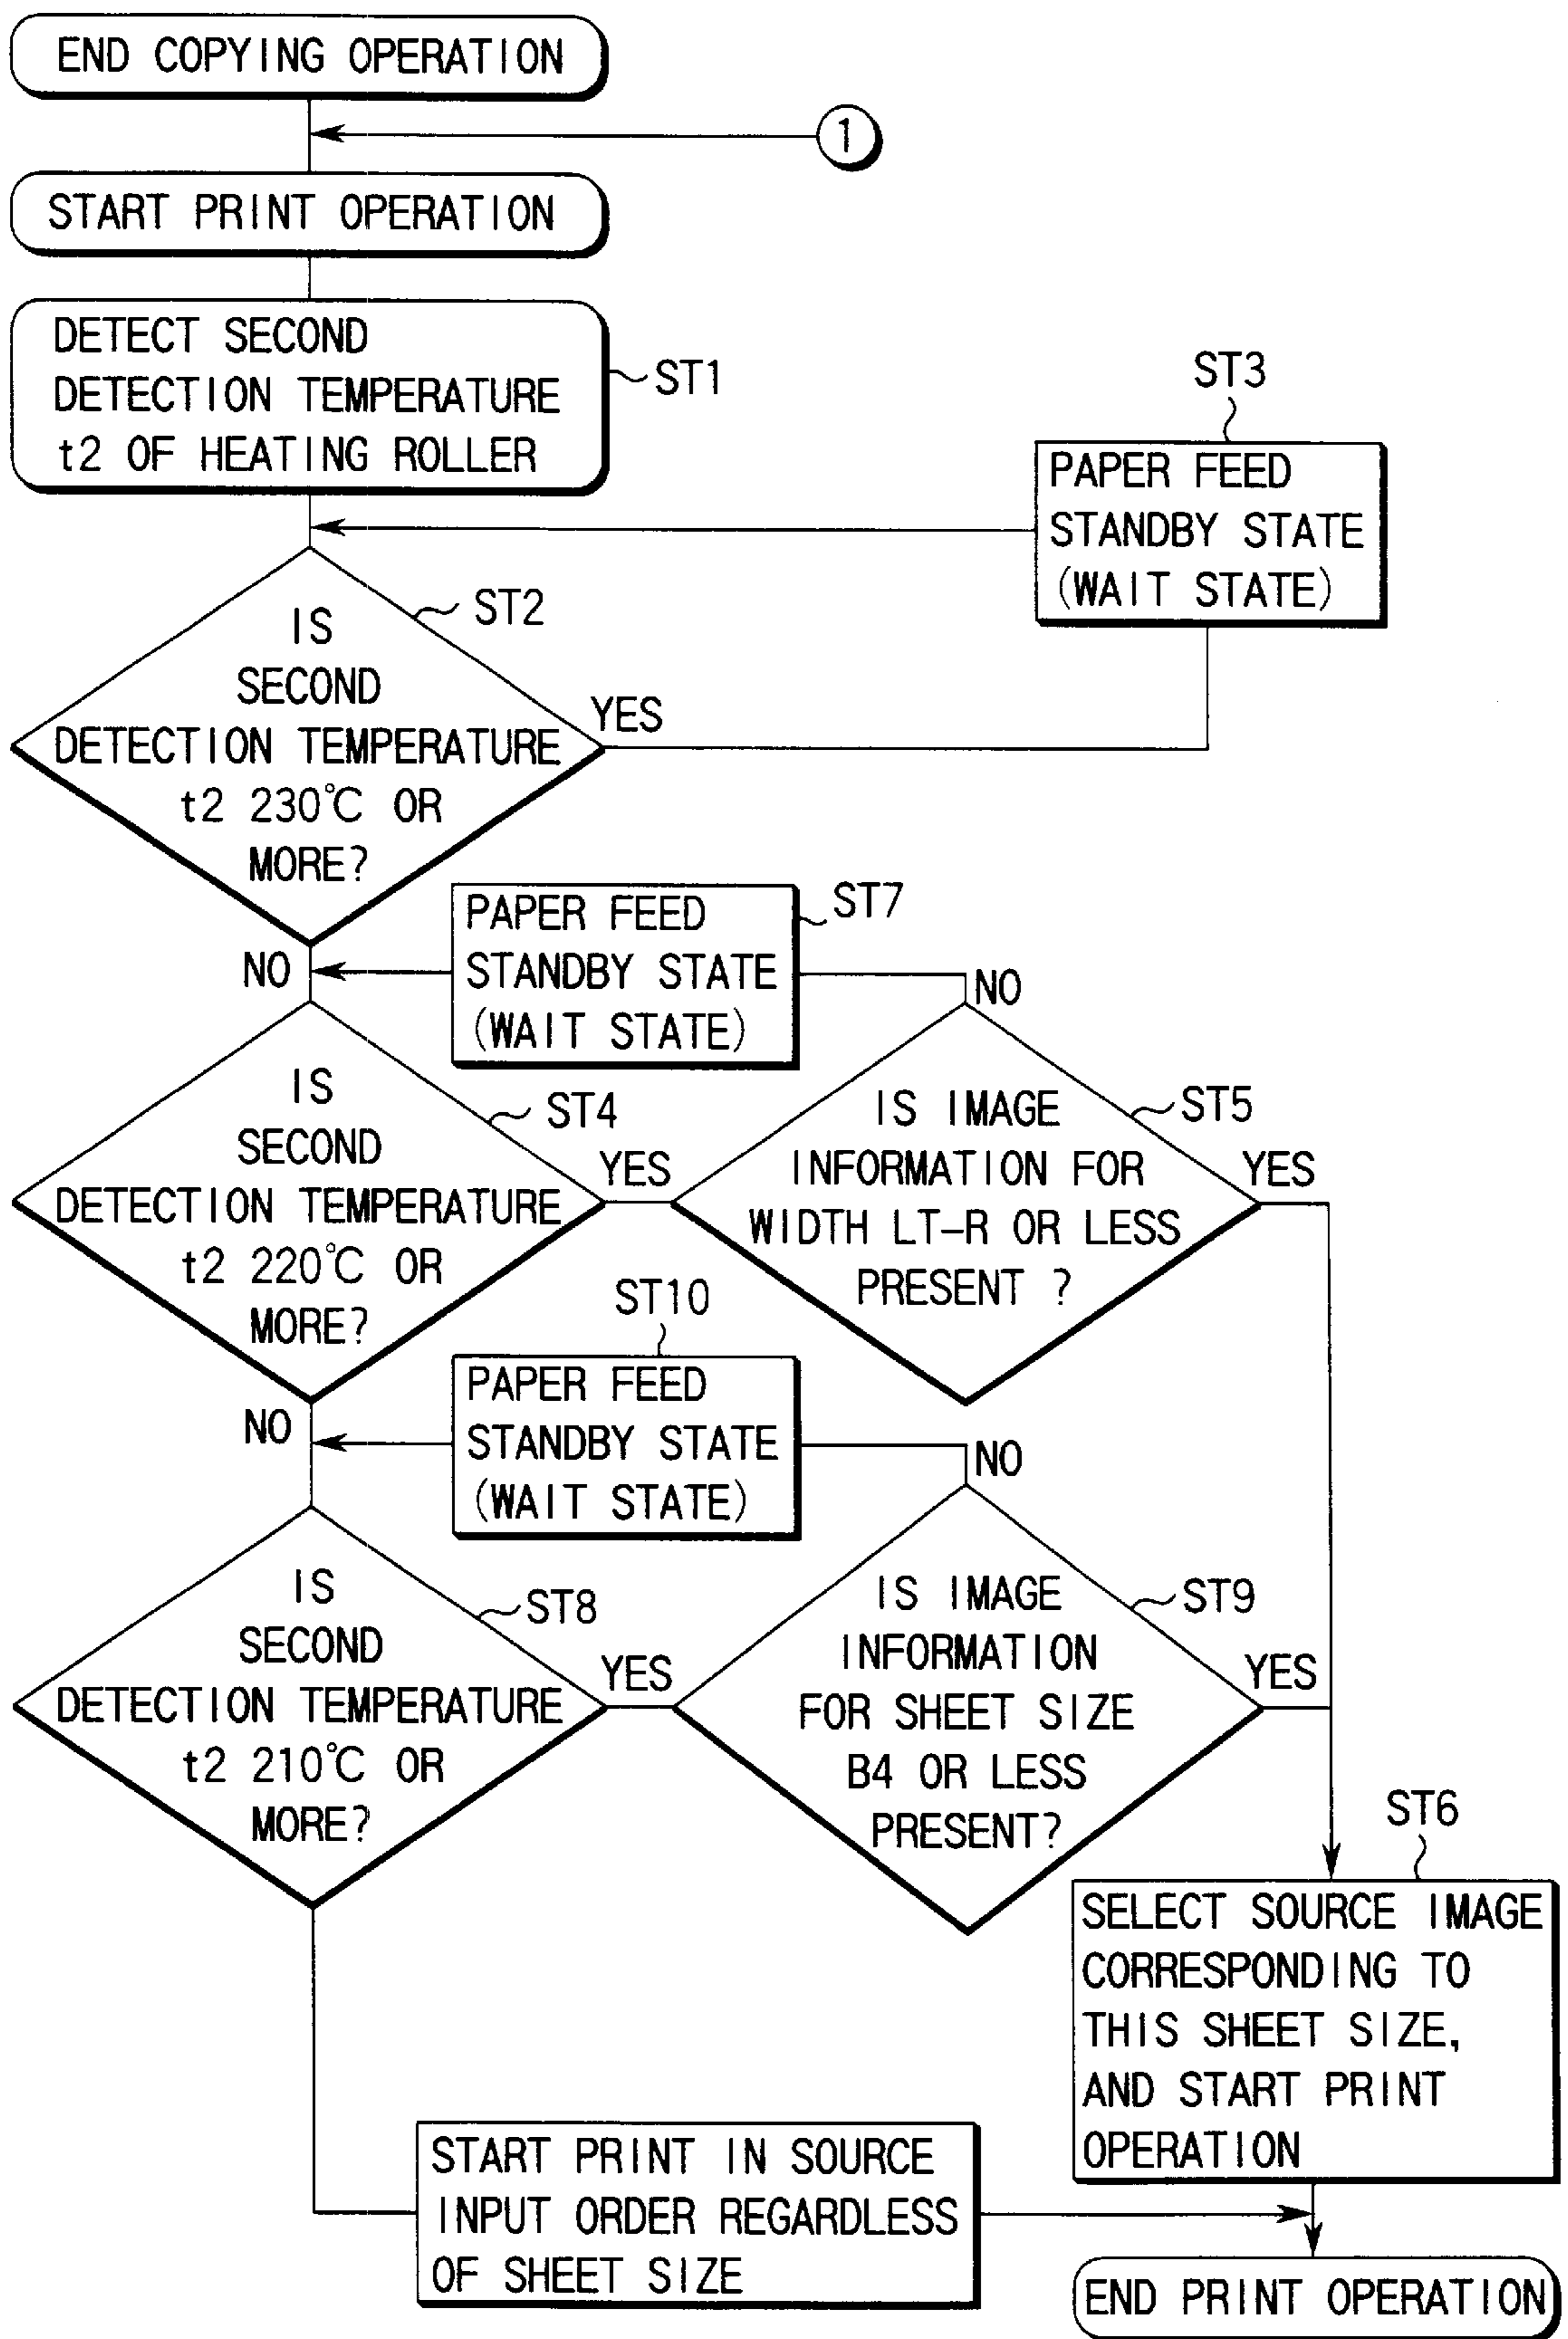 END COPYING OPERATION
1
START PRINT OPERATION
DETECT SECOND
DETECTION TEMPERATURE
t2 OF HEATING ROLLER
ST1
ST3
PAPER FEED
STANDBY STATE
(WAIT STATE)
ST2
IS
SECOND
DETECTION TEMPERATURE
t2 230°C OR
MORE?
YES
NO
PAPER FEED
STANDBY STATE
(WAIT STATE)
ST7
NO
IS
SECOND
DETECTION TEMPERATURE
t2 220°C OR
MORE?
ST4
YES
IS IMAGE
INFORMATION FOR
WIDTH LT-R OR LESS
PRESENT ?
ST5
YES
ST10
PAPER FEED
STANDBY STATE
(WAIT STATE)
NO
NO
IS
SECOND
DETECTION TEMPERATURE
t2 210°C OR
MORE?
ST8
YES
IS IMAGE
INFORMATION
FOR SHEET SIZE
B4 OR LESS
PRESENT?
ST9
YES
ST6
SELECT SOURCE IMAGE
CORRESPONDING TO
THIS SHEET SIZE,
AND START PRINT
OPERATION
START PRINT IN SOURCE
INPUT ORDER REGARDLESS
OF SHEET SIZE
END PRINT OPERATION